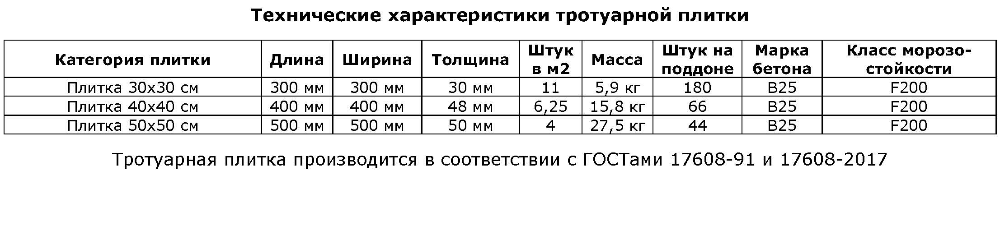 Технические характеристики тротуарной плитки
Категория плитки Длина Ширина Толщина Штук в м2 Масса Штук на поддоне Марка бетона Класс морозо-стойкости
Плитка 30х30 см 300 мм 300 мм 30 мм 11 5,9 кг 180 В25 F200
Плитка 40х40 см 400 мм 400 мм 48 мм 6,25 15,8 кг 66 В25 F200
Плитка 50х50 см 500 мм 500 мм 50 мм 4 27,5 кг 44 В25 F200
Тротуарная плитка производится в соответствии с ГОСТами 17608-91 и 17608-2017